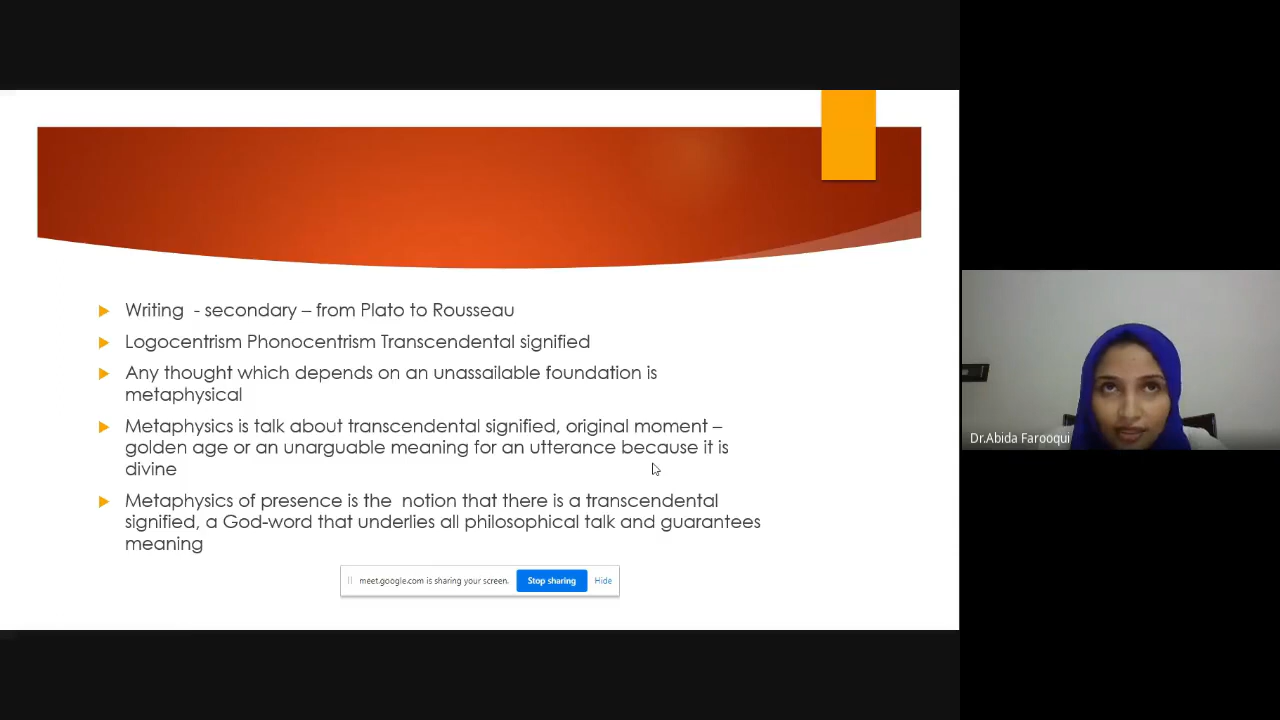 Writing - secondary – from Plato to Rousseau
Logocentrism Phonocentrism Transcendental signified
Any thought which depends on an unassailable foundation is
metaphysical
Metaphysics is talk about transcendental signified, original moment –
golden age or an unarguable meaning for an utterance because it is
divine
Metaphysics of presence is the notion that there is a transcendental
signified, a God-word that underlies all philosophical talk and guarantees
meaning
meet.google.com is sharing your screen. Stop sharing Hide
Dr.Abida Farooqui